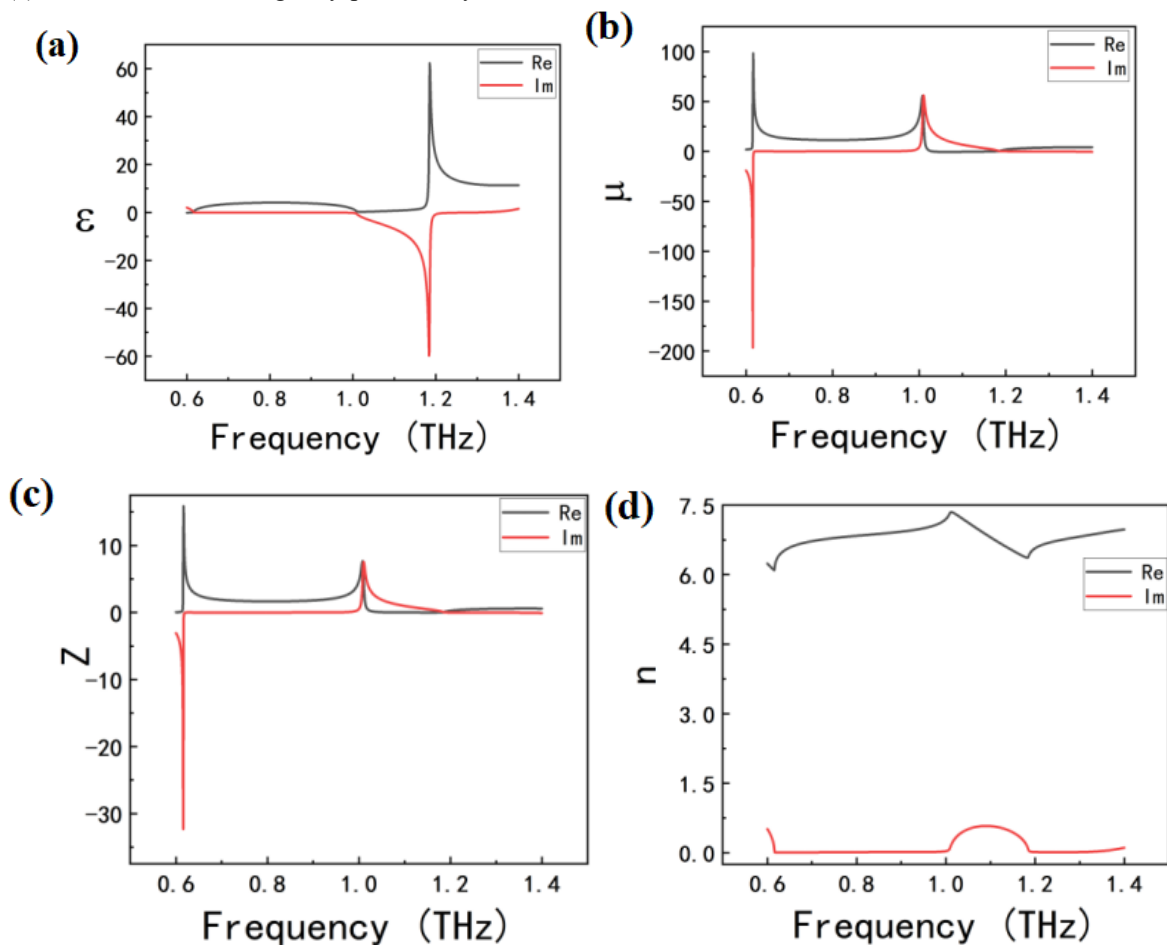 (a)
Re
Im
60
40
20
0
-20
-40
-60
ε
0.6 0.8 1.0 1.2 1.4
Frequency (THz)
(b)
Re
Im
100
50
0
-50
-100
-150
-200
μ
0.6 0.8 1.0 1.2 1.4
Frequency (THz)
(c)
Re
Im
10
0
-10
-20
-30
Z
0.6 0.8 1.0 1.2 1.4
Frequency (THz)
(d)
Re
Im
7.5
6.0
4.5
3.0
1.5
0.0
n
0.6 0.8 1.0 1.2 1.4
Frequency (THz)